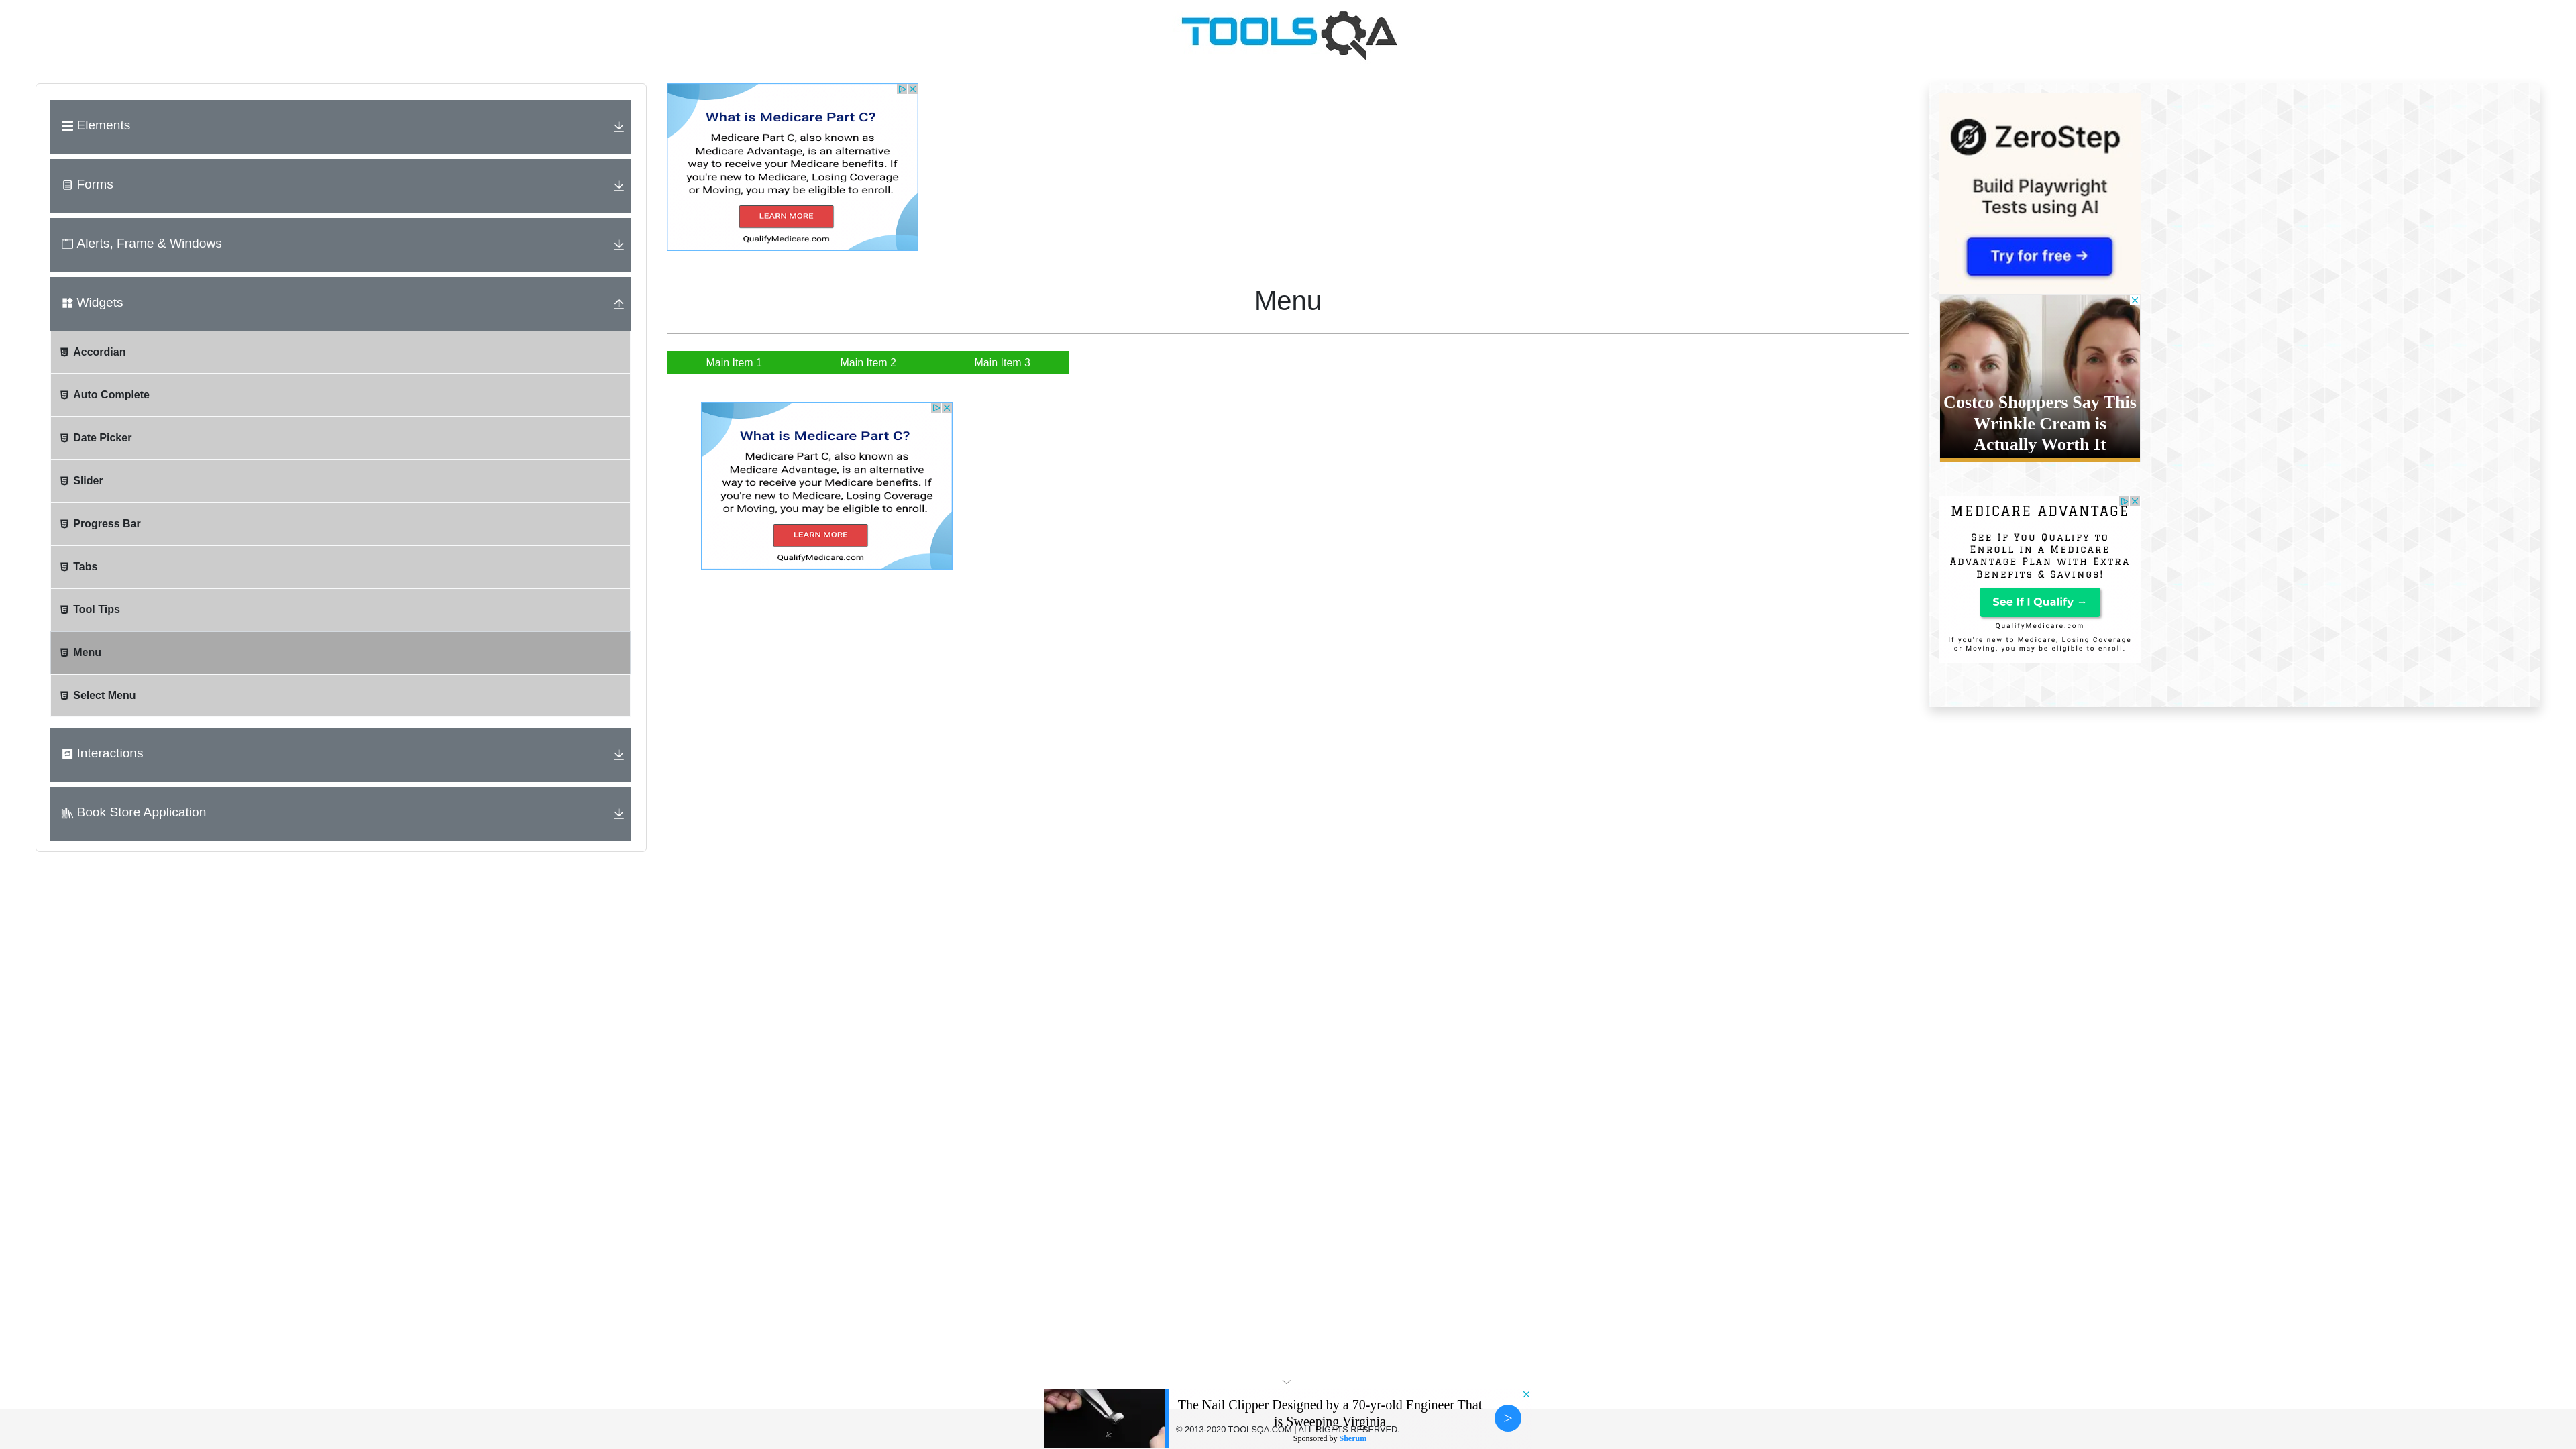 TOOLSQA
Elements
Forms
Alerts, Frame & Windows
Widgets
Accordian
Auto Complete
Date Picker
Slider
Progress Bar
Tabs
Tool Tips
Menu
Select Menu
Interactions
Book Store Application
What is Medicare Part C?
Medicare Part C, also known as
Medicare Advantage, is an alternative
way to receive your Medicare benefits. If
you're new to Medicare, Losing Coverage
or Moving, you may be eligible to enroll.
LEARN MORE
QualifyMedicare.com
Menu
Main Item 1
Main Item 2
Main Item 3
What is Medicare Part C?
Medicare Part C, also known as
Medicare Advantage, is an alternative
way to receive your Medicare benefits. If
you're new to Medicare, Losing Coverage
or Moving, you may be eligible to enroll.
LEARN MORE
QualifyMedicare.com
ZeroStep
Build Playwright
Tests using AI
Try for free →
Costco Shoppers Say This
Wrinkle Cream is
Actually Worth It
MEDICARE ADVANTAGE
See If You Qualify to
Enroll in a Medicare
Advantage Plan with Extra
Benefits & Savings!
See If I Qualify →
QualifyMedicare.com
If you're new to Medicare, Losing Coverage
or Moving, you may be eligible to enroll.
The Nail Clipper Designed by a 70-yr-old Engineer That
is Sweeping Virginia
© 2013-2020 TOOLSQA.COM | ALL RIGHTS RESERVED.
Sponsored by Sherum